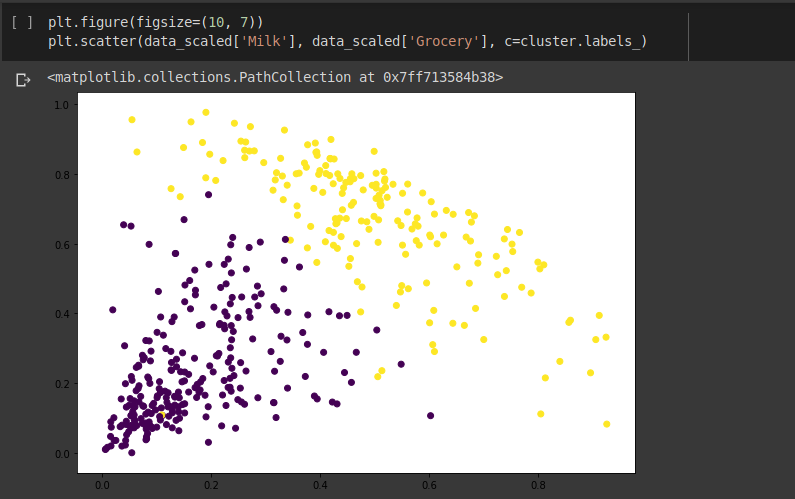 [ ] plt.figure(figsize=(10, 7))
plt.scatter(data_scaled['Milk'], data_scaled['Grocery'], c=cluster.labels_)
<matplotlib.collections.PathCollection at 0x7ff713584b38>
1.0
0.8
0.6
0.4
0.2
0.0
0.0 0.2 0.4 0.6 0.8